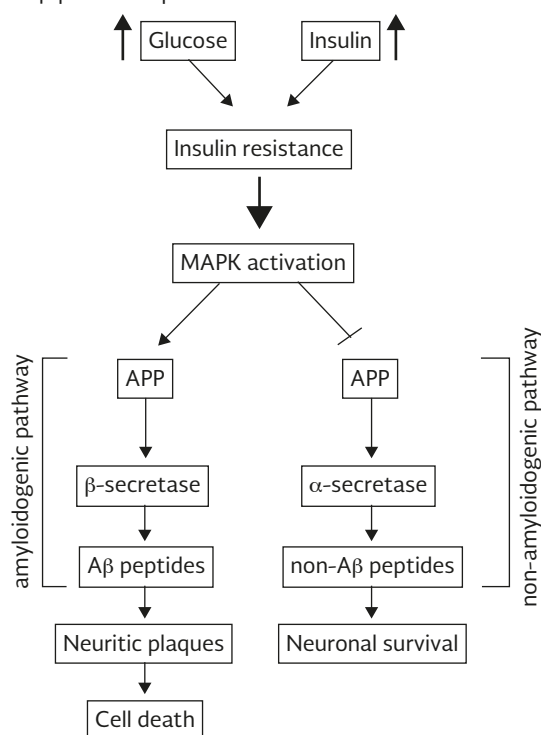 Glucose
Insulin
Insulin resistance
MAPK activation
amyloidogenic pathway
APP
APP
non-amyloidogenic pathway
β-secretase
α-secretase
Aβ peptides
non-Aβ peptides
Neuritic plaques
Neuronal survival
Cell death